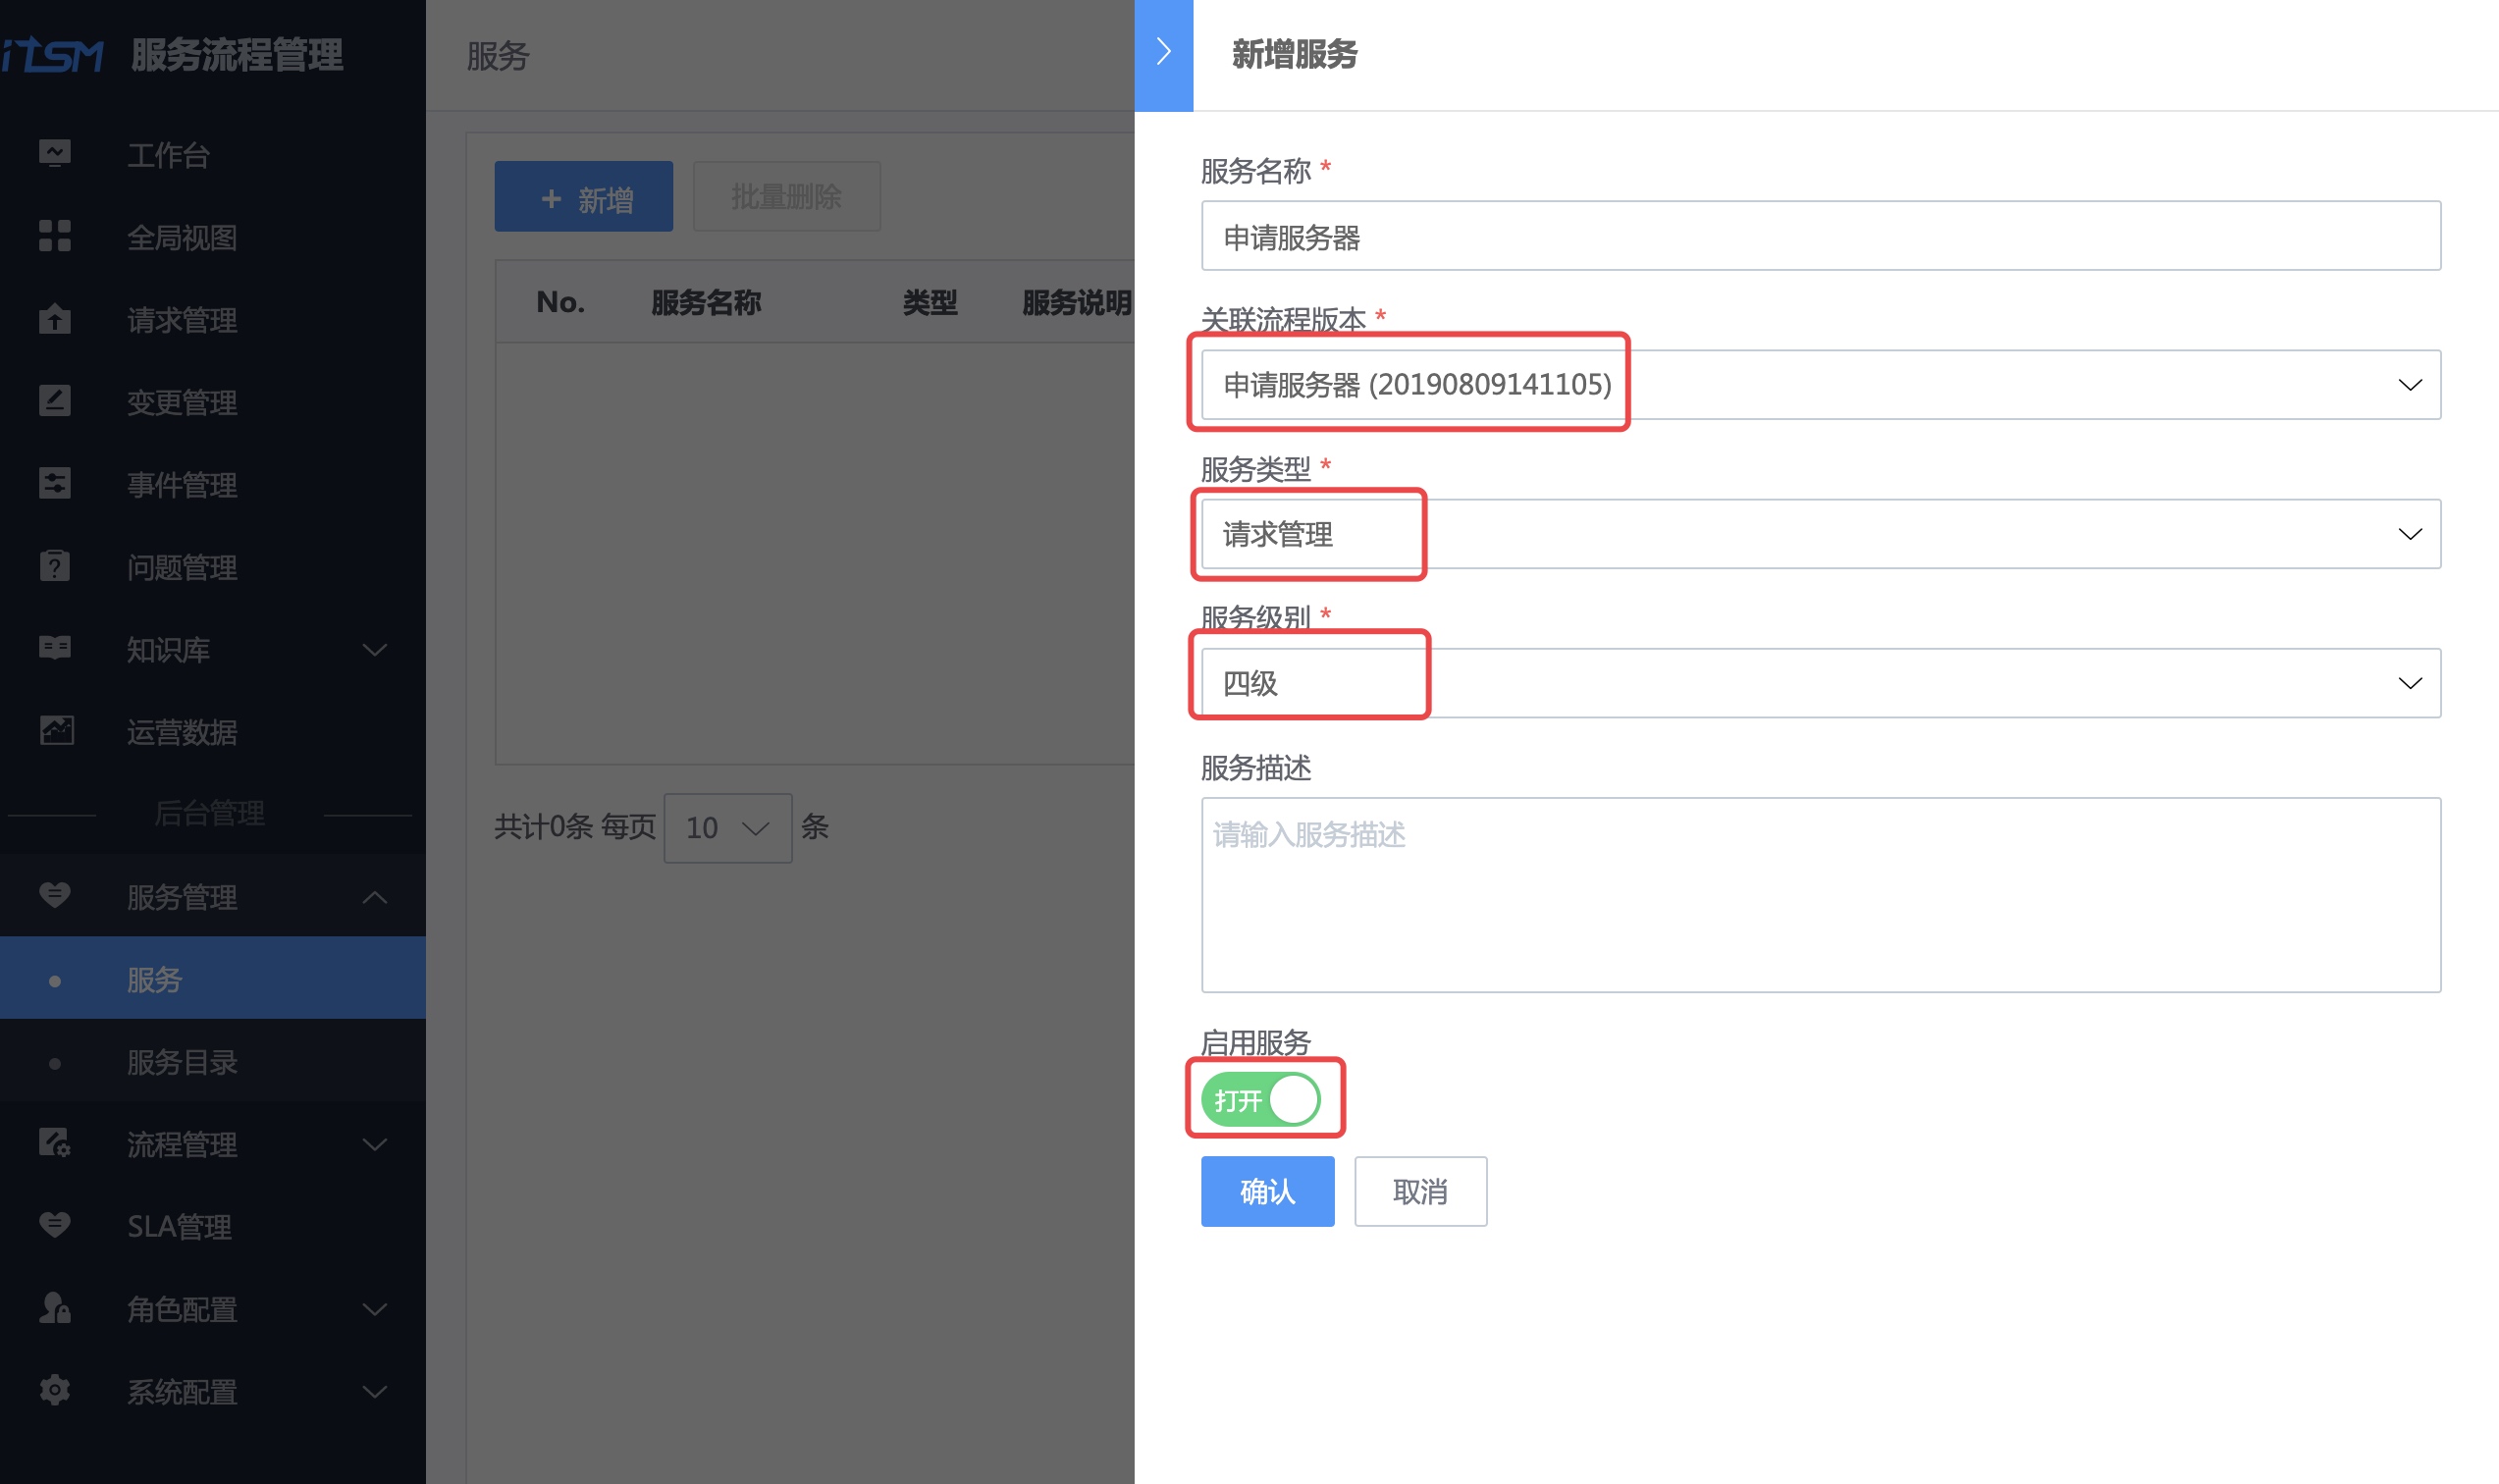 iTSM 服务流程管理
工作台
全局视图
请求管理
变更管理
事件管理
问题管理
知识库
运营数据
后台管理
服务管理
服务
服务目录
流程管理
SLA管理
角色配置
系统配置
服务
+ 新增 批量删除
No. 服务名称 类型 服务说明
共计0条 每页 10 条
新增服务
服务名称 *
申请服务器
关联流程版本 *
申请服务器 (20190809141105)
服务类型 *
请求管理
服务级别 *
四级
服务描述
请输入服务描述
启用服务
打开
确认 取消